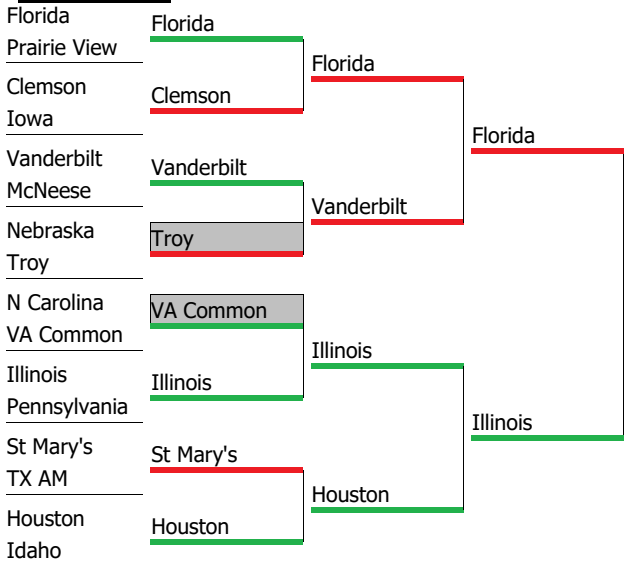 Florida
Prairie View
Clemson
Iowa
Vanderbilt
McNeese
Nebraska
Troy
N Carolina
VA Common
Illinois
Pennsylvania
St Mary's
TX AM
Houston
Idaho
Florida
Clemson
Vanderbilt
Troy
VA Common
Illinois
St Mary's
Houston
Florida
Vanderbilt
Illinois
Houston
Florida
Illinois